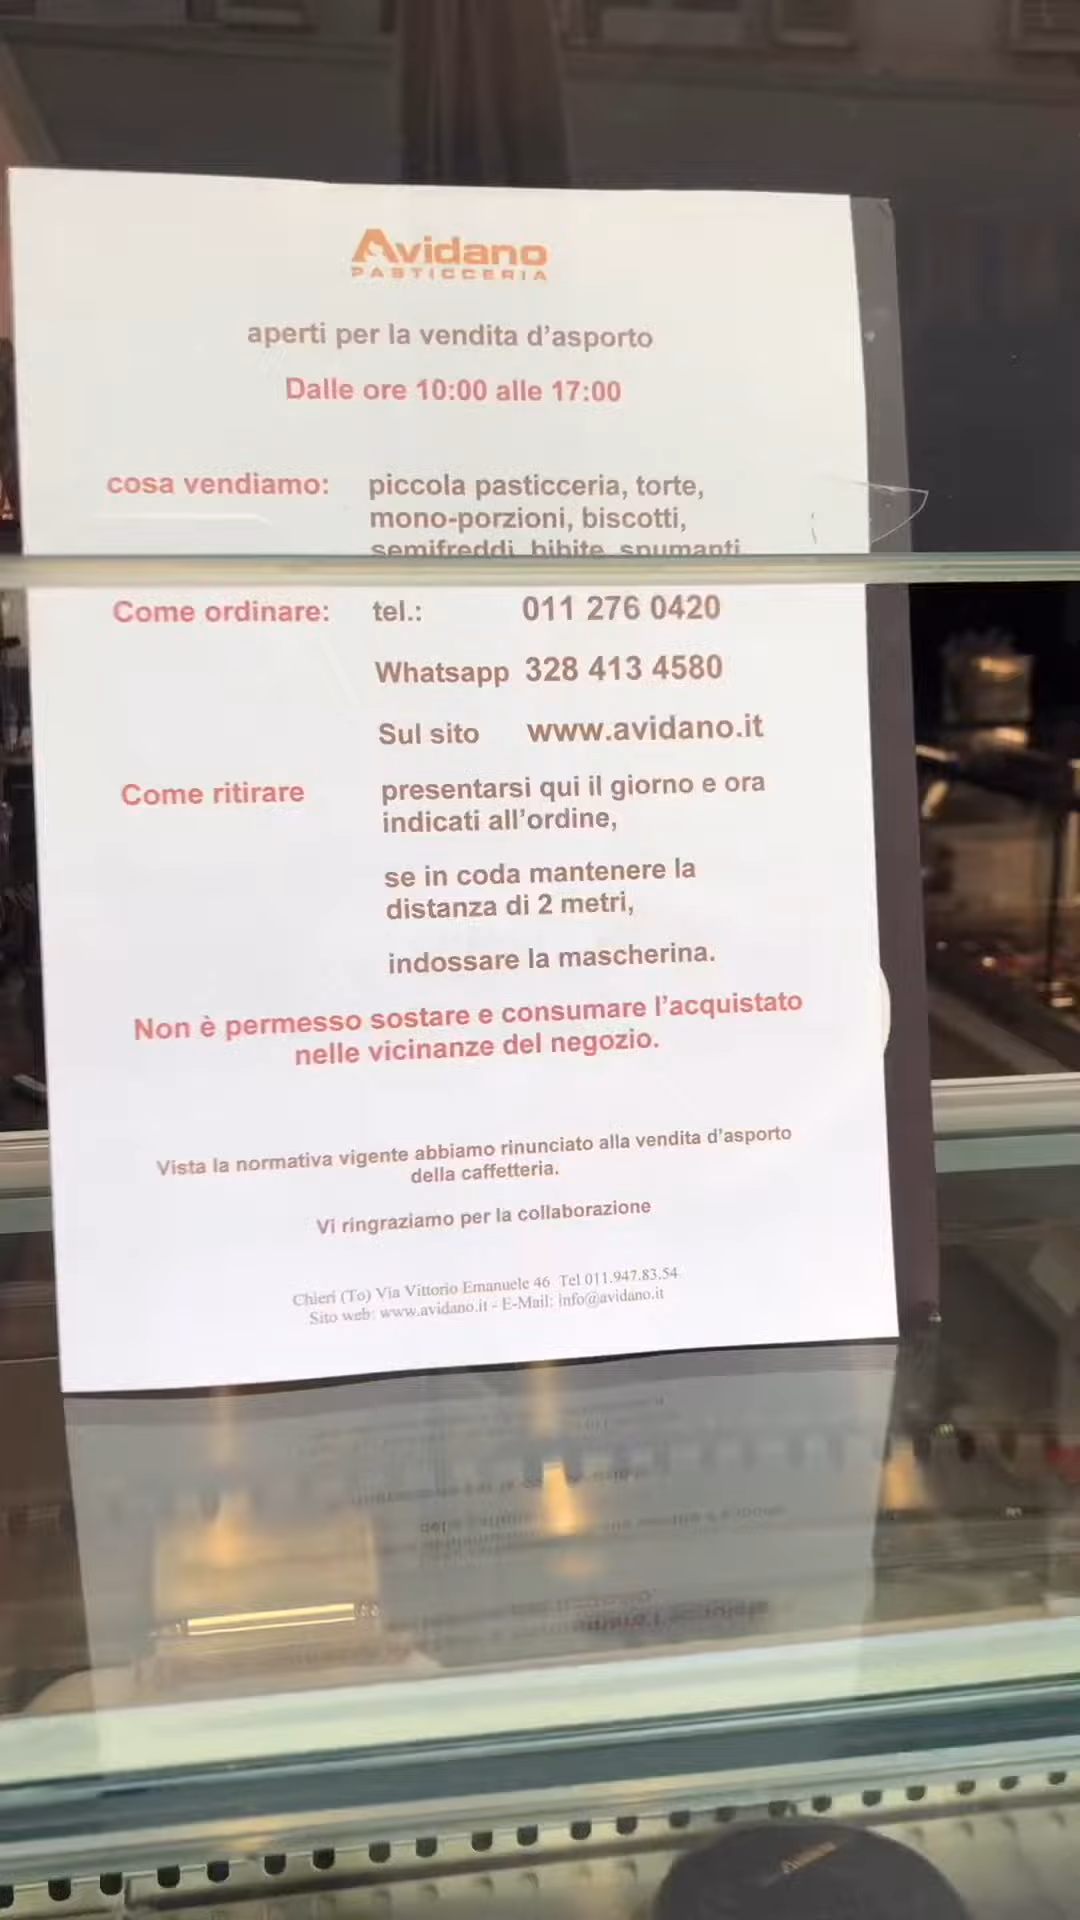 Avidano
PASTICCERIA
aperti per la vendita d'asporto
Dalle ore 10:00 alle 17:00
cosa vendiamo: piccola pasticceria, torte,
mono-porzioni, biscotti,
semifreddi, bibite, spumanti
Come ordinare: tel.: 011 276 0420
Whatsapp 328 413 4580
Sul sito www.avidano.it
Come ritirare presentarsi qui il giorno e ora
indicati all'ordine,
se in coda mantenere la
distanza di 2 metri,
indossare la mascherina.
Non è permesso sostare e consumare l'acquistato
nelle vicinanze del negozio.
Vista la normativa vigente abbiamo rinunciato alla vendita d'asporto
della caffetteria.
Vi ringraziamo per la collaborazione
Chieri (To) Via Vittorio Emanuele 46 Tel 011.947.83.54
Sito web: www.avidano.it - E-Mail: info@avidano.it